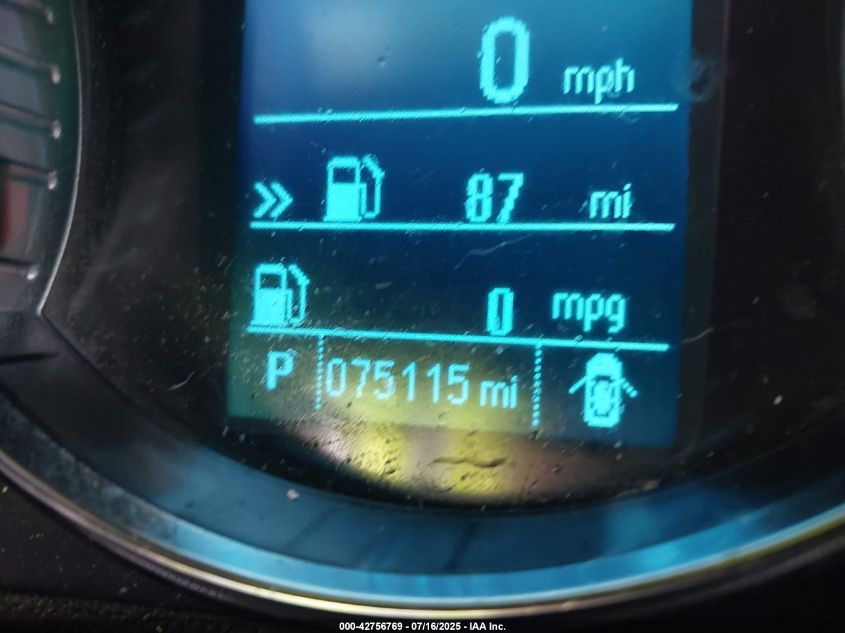 0 mph
» 87 mi
0 mpg
P 075115 mi
000-42756769 - 07/16/2025 - IAA Inc.